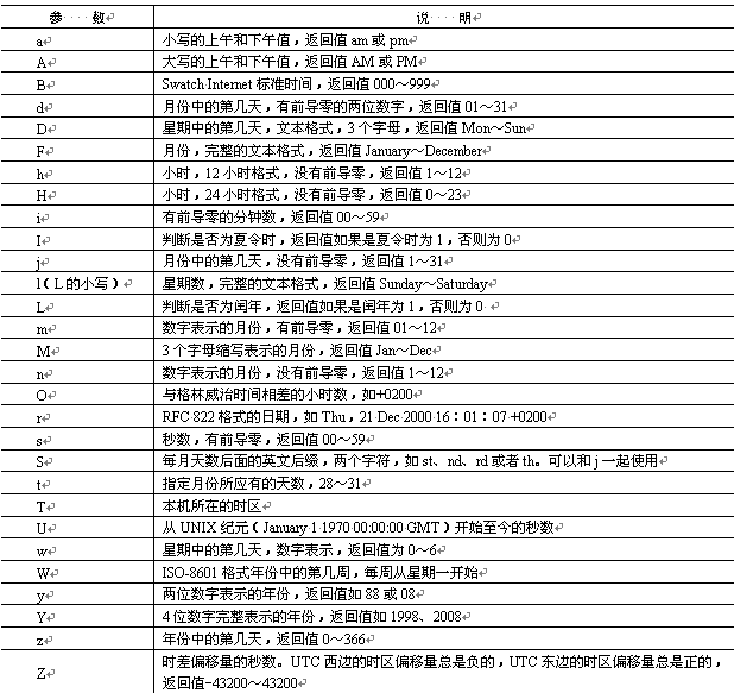 参 数 说 明
a 小写的上午和下午值，返回值 am 或 pm
A 大写的上午和下午值，返回值 AM 或 PM
B Swatch Internet 标准时间，返回值 000～999
d 月份中的第几天，有前导零的两位数字，返回值 01～31
D 星期中的第几天，文本格式，3 个字母，返回值 Mon～Sun
F 月份，完整的文本格式，返回值 January～December
h 小时，12 小时格式，没有前导零，返回值 1～12
H 小时，24 小时格式，没有前导零，返回值 0～23
i 有前导零的分钟数，返回值 00～59
I 判断是否为夏令时，返回值如果是夏令时为 1，否则为 0
j 月份中的第几天，没有前导零，返回值 1～31
l（L 的小写） 星期数，完整的文本格式，返回值 Sunday～Saturday
L 判断是否为闰年，返回值如果是闰年为 1，否则为 0
m 数字表示的月份，有前导零，返回值 01～12
M 3 个字母缩写表示的月份，返回值 Jan～Dec
n 数字表示的月份，没有前导零，返回值 1～12
O 与格林威治时间相差的小时数，如+0200
r RFC 822 格式的日期，如 Thu，21 Dec 2000 16：01：07 +0200
s 秒数，有前导零，返回值 00～59
S 每月天数后面的英文后缀，两个字符，如 st、nd、rd 或者 th。可以和 j 一起使用
t 指定月份所应有的天数，28～31
T 本机所在的时区
U 从 UNIX 纪元（January 1 1970 00:00:00 GMT）开始至今的秒数
w 星期中的第几天，数字表示，返回值为 0～6
W ISO-8601 格式年份中的第几周，每周从星期一开始
y 两位数字表示的年份，返回值如 88 或 08
Y 4 位数字完整表示的年份，返回值如 1998、2008
z 年份中的第几天，返回值 0～366
Z 时差偏移量的秒数。UTC 西边的时区偏移量总是负的，UTC 东边的时区偏移量总是正的，
返回值-43200～43200